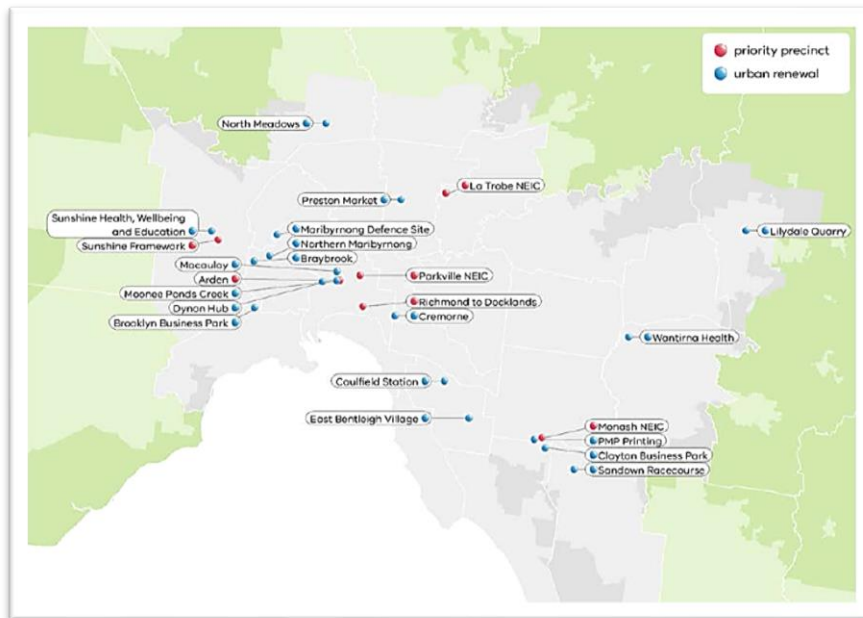 priority precinct
urban renewal
North Meadows
La Trobe NEIC
Preston Market
Sunshine Health, Wellbeing
and Education
Maribyrnong Defence Site
Lilydale Quarry
Sunshine Framework
Northern Maribyrnong
Braybrook
Macaulay
Arden
Parkville NEIC
Moonee Ponds Creek
Richmond to Docklands
Dynon Hub
Cremorne
Brooklyn Business Park
Wantirna Health
Caulfield Station
East Bentleigh Village
Monash NEIC
PMP Printing
Clayton Business Park
Sandown Racecourse